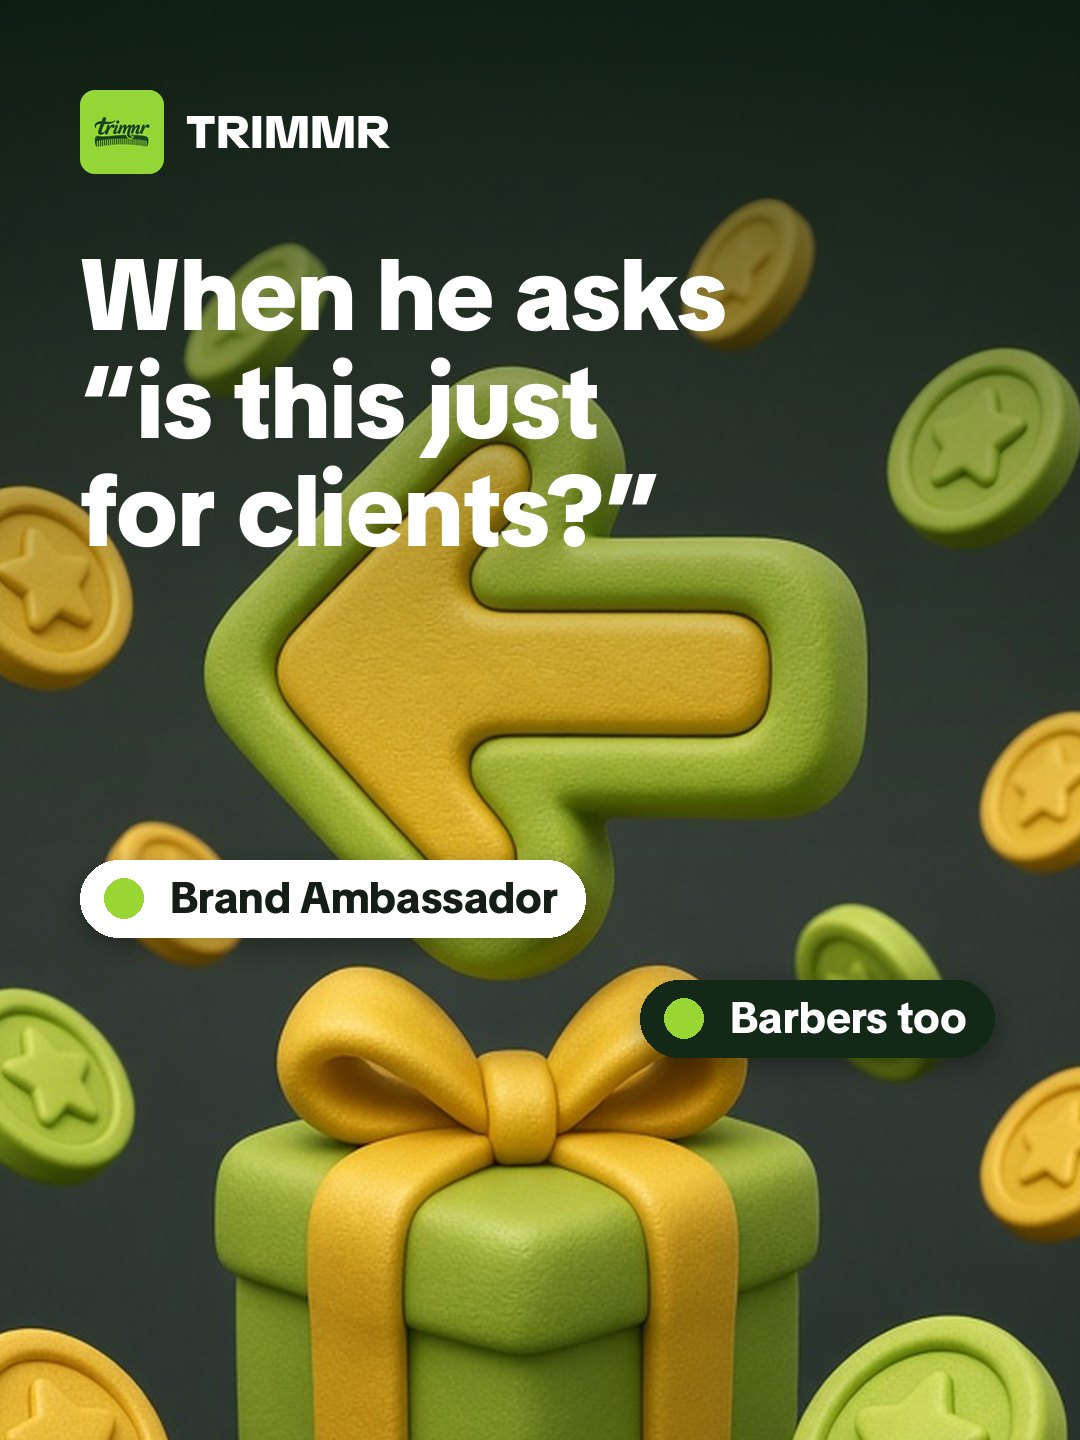 trimmr
TRIMMR
When he asks
“is this just
for clients?”
Brand Ambassador
Barbers too